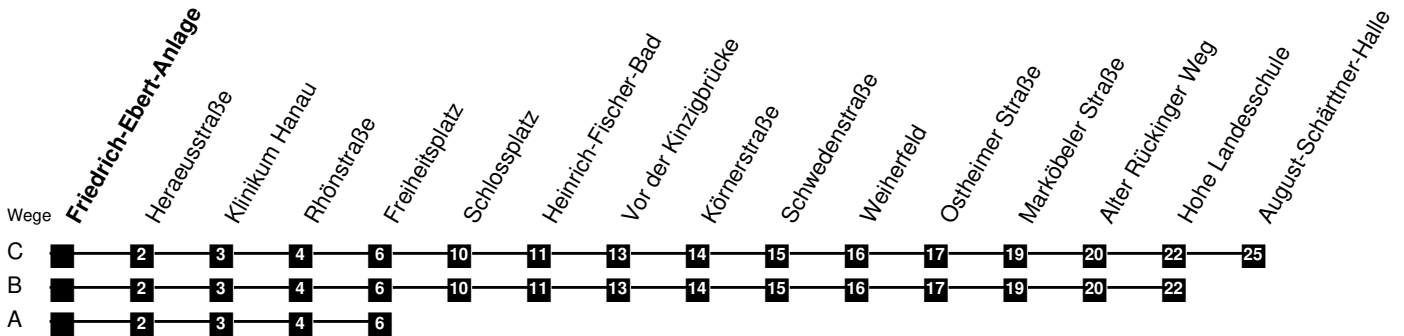 Friedrich-Ebert-Anlage
Heraeusstraße
Klinikum Hanau
Rhönstraße
Freiheitsplatz
Schlossplatz
Heinrich-Fischer-Bad
Vor der Kinzigbrücke
Körnerstraße
Schwedenstraße
Weiherfeld
Ostheimer Straße
Marköbeler Straße
Alter Rückinger Weg
Hohe Landesschule
August-Schärttner-Halle
Wege
C 2 3 4 6 10 11 13 14 15 16 17 19 20 22 25
B 2 3 4 6 10 11 13 14 15 16 17 19 20 22
A 2 3 4 6